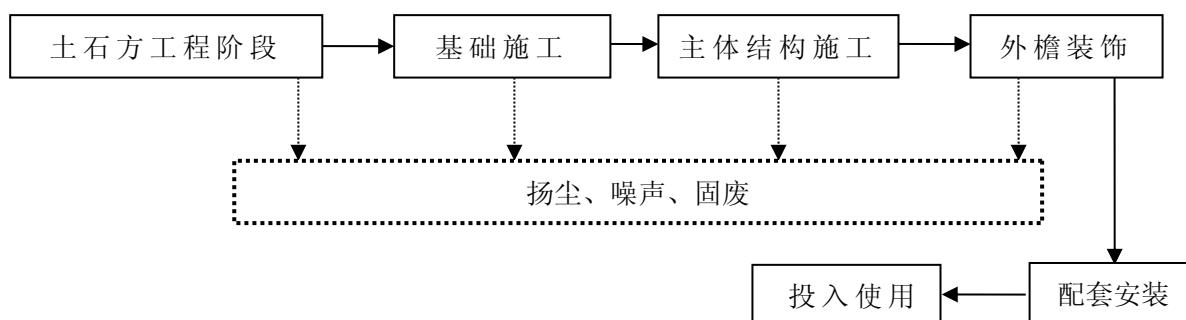 土石方工程阶段
基础施工
主体结构施工
外檐装饰
扬尘、噪声、固废
投入使用
配套安装